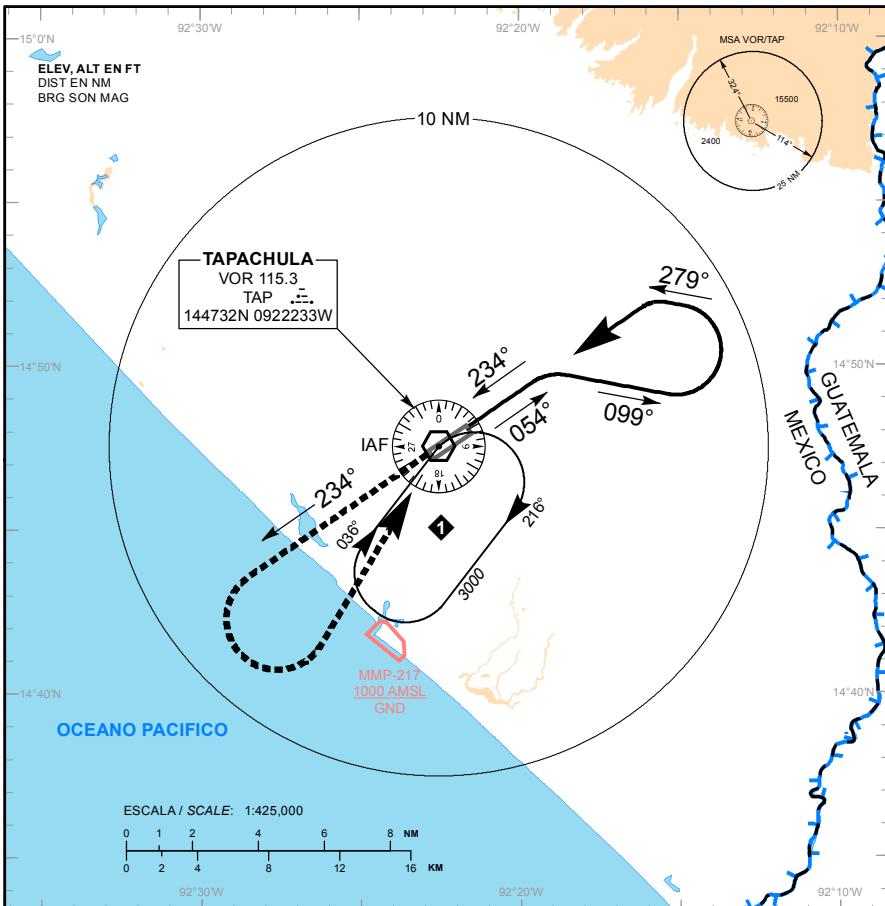 92°30'W
92°20'W
92°10'W
15°0'N
ELEV, ALT EN FT
DIST EN NM
BRG SON MAG
MSA VOR/TAP
324°
15500
2400
114°
25 NM
10 NM
TAPACHULA
VOR 115.3
TAP
144732N 0922233W
279°
14°50'N
14°50'N
234°
054°
099°
GUATEMALA
MEXICO
IAF
0
9
18
27
234°
036°
1
216°
3000
14°40'N
14°40'N
MMP-217
1000 AMSL
GND
OCEANO PACIFICO
ESCALA / SCALE: 1:425,000
0 1 2 4 6 8 NM
0 2 4 8 12 16 KM
92°30'W
92°20'W
92°10'W